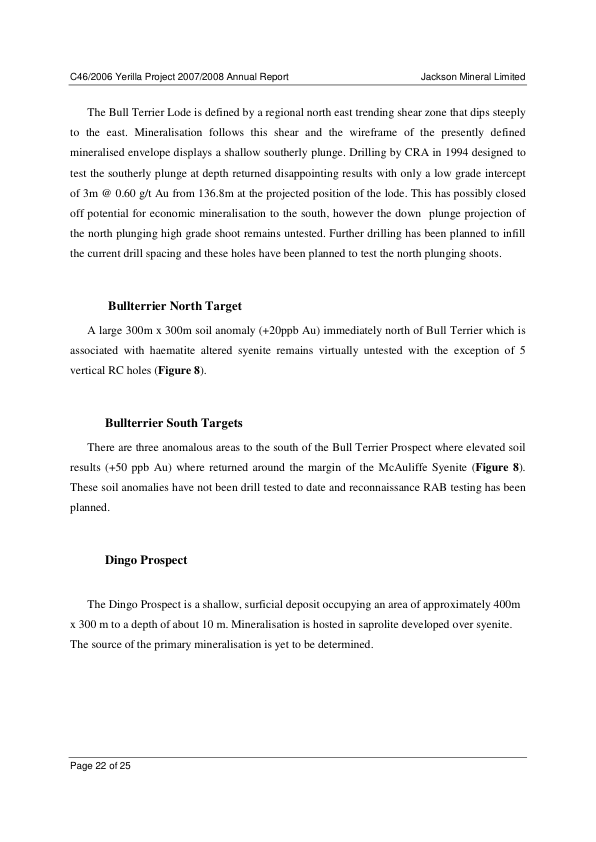 C46/2006 Yerilla Project 2007/2008 Annual Report Jackson Mineral Limited
The Bull Terrier Lode is defined by a regional north east trending shear zone that dips steeply
to the east. Mineralisation follows this shear and the wireframe of the presently defined
mineralised envelope displays a shallow southerly plunge. Drilling by CRA in 1994 designed to
test the southerly plunge at depth returned disappointing results with only a low grade intercept
of 3m @ 0.60 g/t Au from 136.8m at the projected position of the lode. This has possibly closed
off potential for economic mineralisation to the south, however the down  plunge projection of
the north plunging high grade shoot remains untested. Further drilling has been planned to infill
the current drill spacing and these holes have been planned to test the north plunging shoots.
Bullterrier North Target
A large 300m x 300m soil anomaly (+20ppb Au) immediately north of Bull Terrier which is
associated with haematite altered syenite remains virtually untested with the exception of 5
vertical RC holes (Figure 8).
Bullterrier South Targets
There are three anomalous areas to the south of the Bull Terrier Prospect where elevated soil
results (+50 ppb Au) where returned around the margin of the McAuliffe Syenite (Figure 8).
These soil anomalies have not been drill tested to date and reconnaissance RAB testing has been
planned.
Dingo Prospect
The Dingo Prospect is a shallow, surficial deposit occupying an area of approximately 400m
x 300 m to a depth of about 10 m. Mineralisation is hosted in saprolite developed over syenite.
The source of the primary mineralisation is yet to be determined.
Page 22 of 25